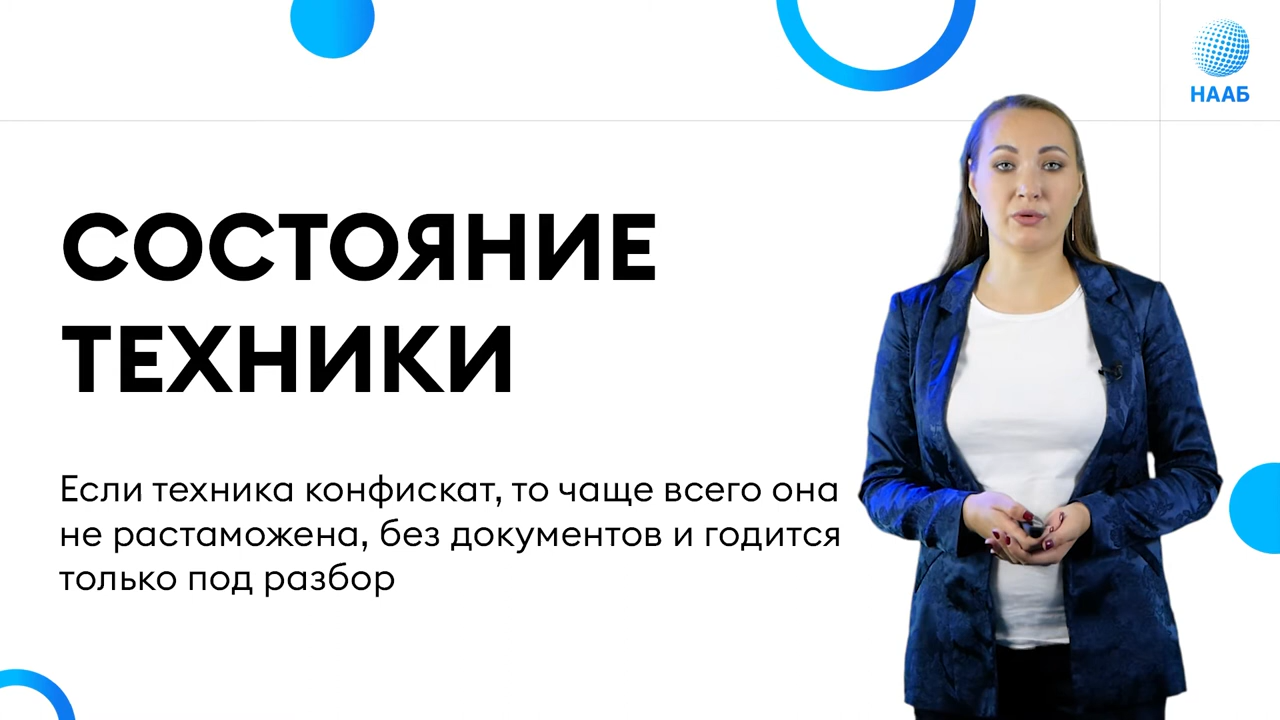 НААБ
СОСТОЯНИЕ
ТЕХНИКИ
Если техника конфискат, то чаще всего она
не растаможена, без документов и годится
только под разбор